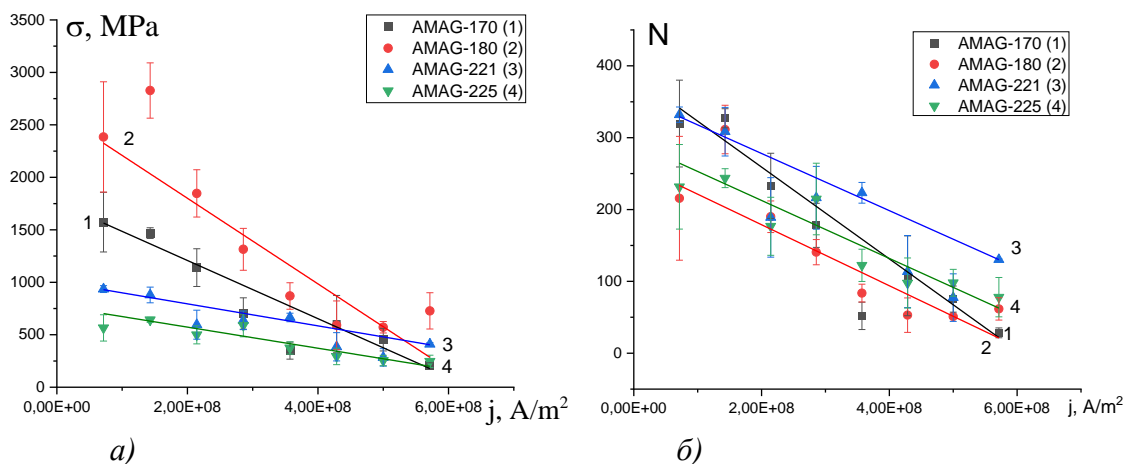 σ, MPa
AMAG-170 (1)
AMAG-180 (2)
AMAG-221 (3)
AMAG-225 (4)
3500
3000
2500
2000
1500
1000
500
0
2
1
3
4
0,00E+00
2,00E+08
4,00E+08
6,00E+08
j, A/m²
а)
N
AMAG-170 (1)
AMAG-180 (2)
AMAG-221 (3)
AMAG-225 (4)
400
300
200
100
0
3
4
1
2
0,00E+00
2,00E+08
4,00E+08
6,00E+08
j, A/m²
б)